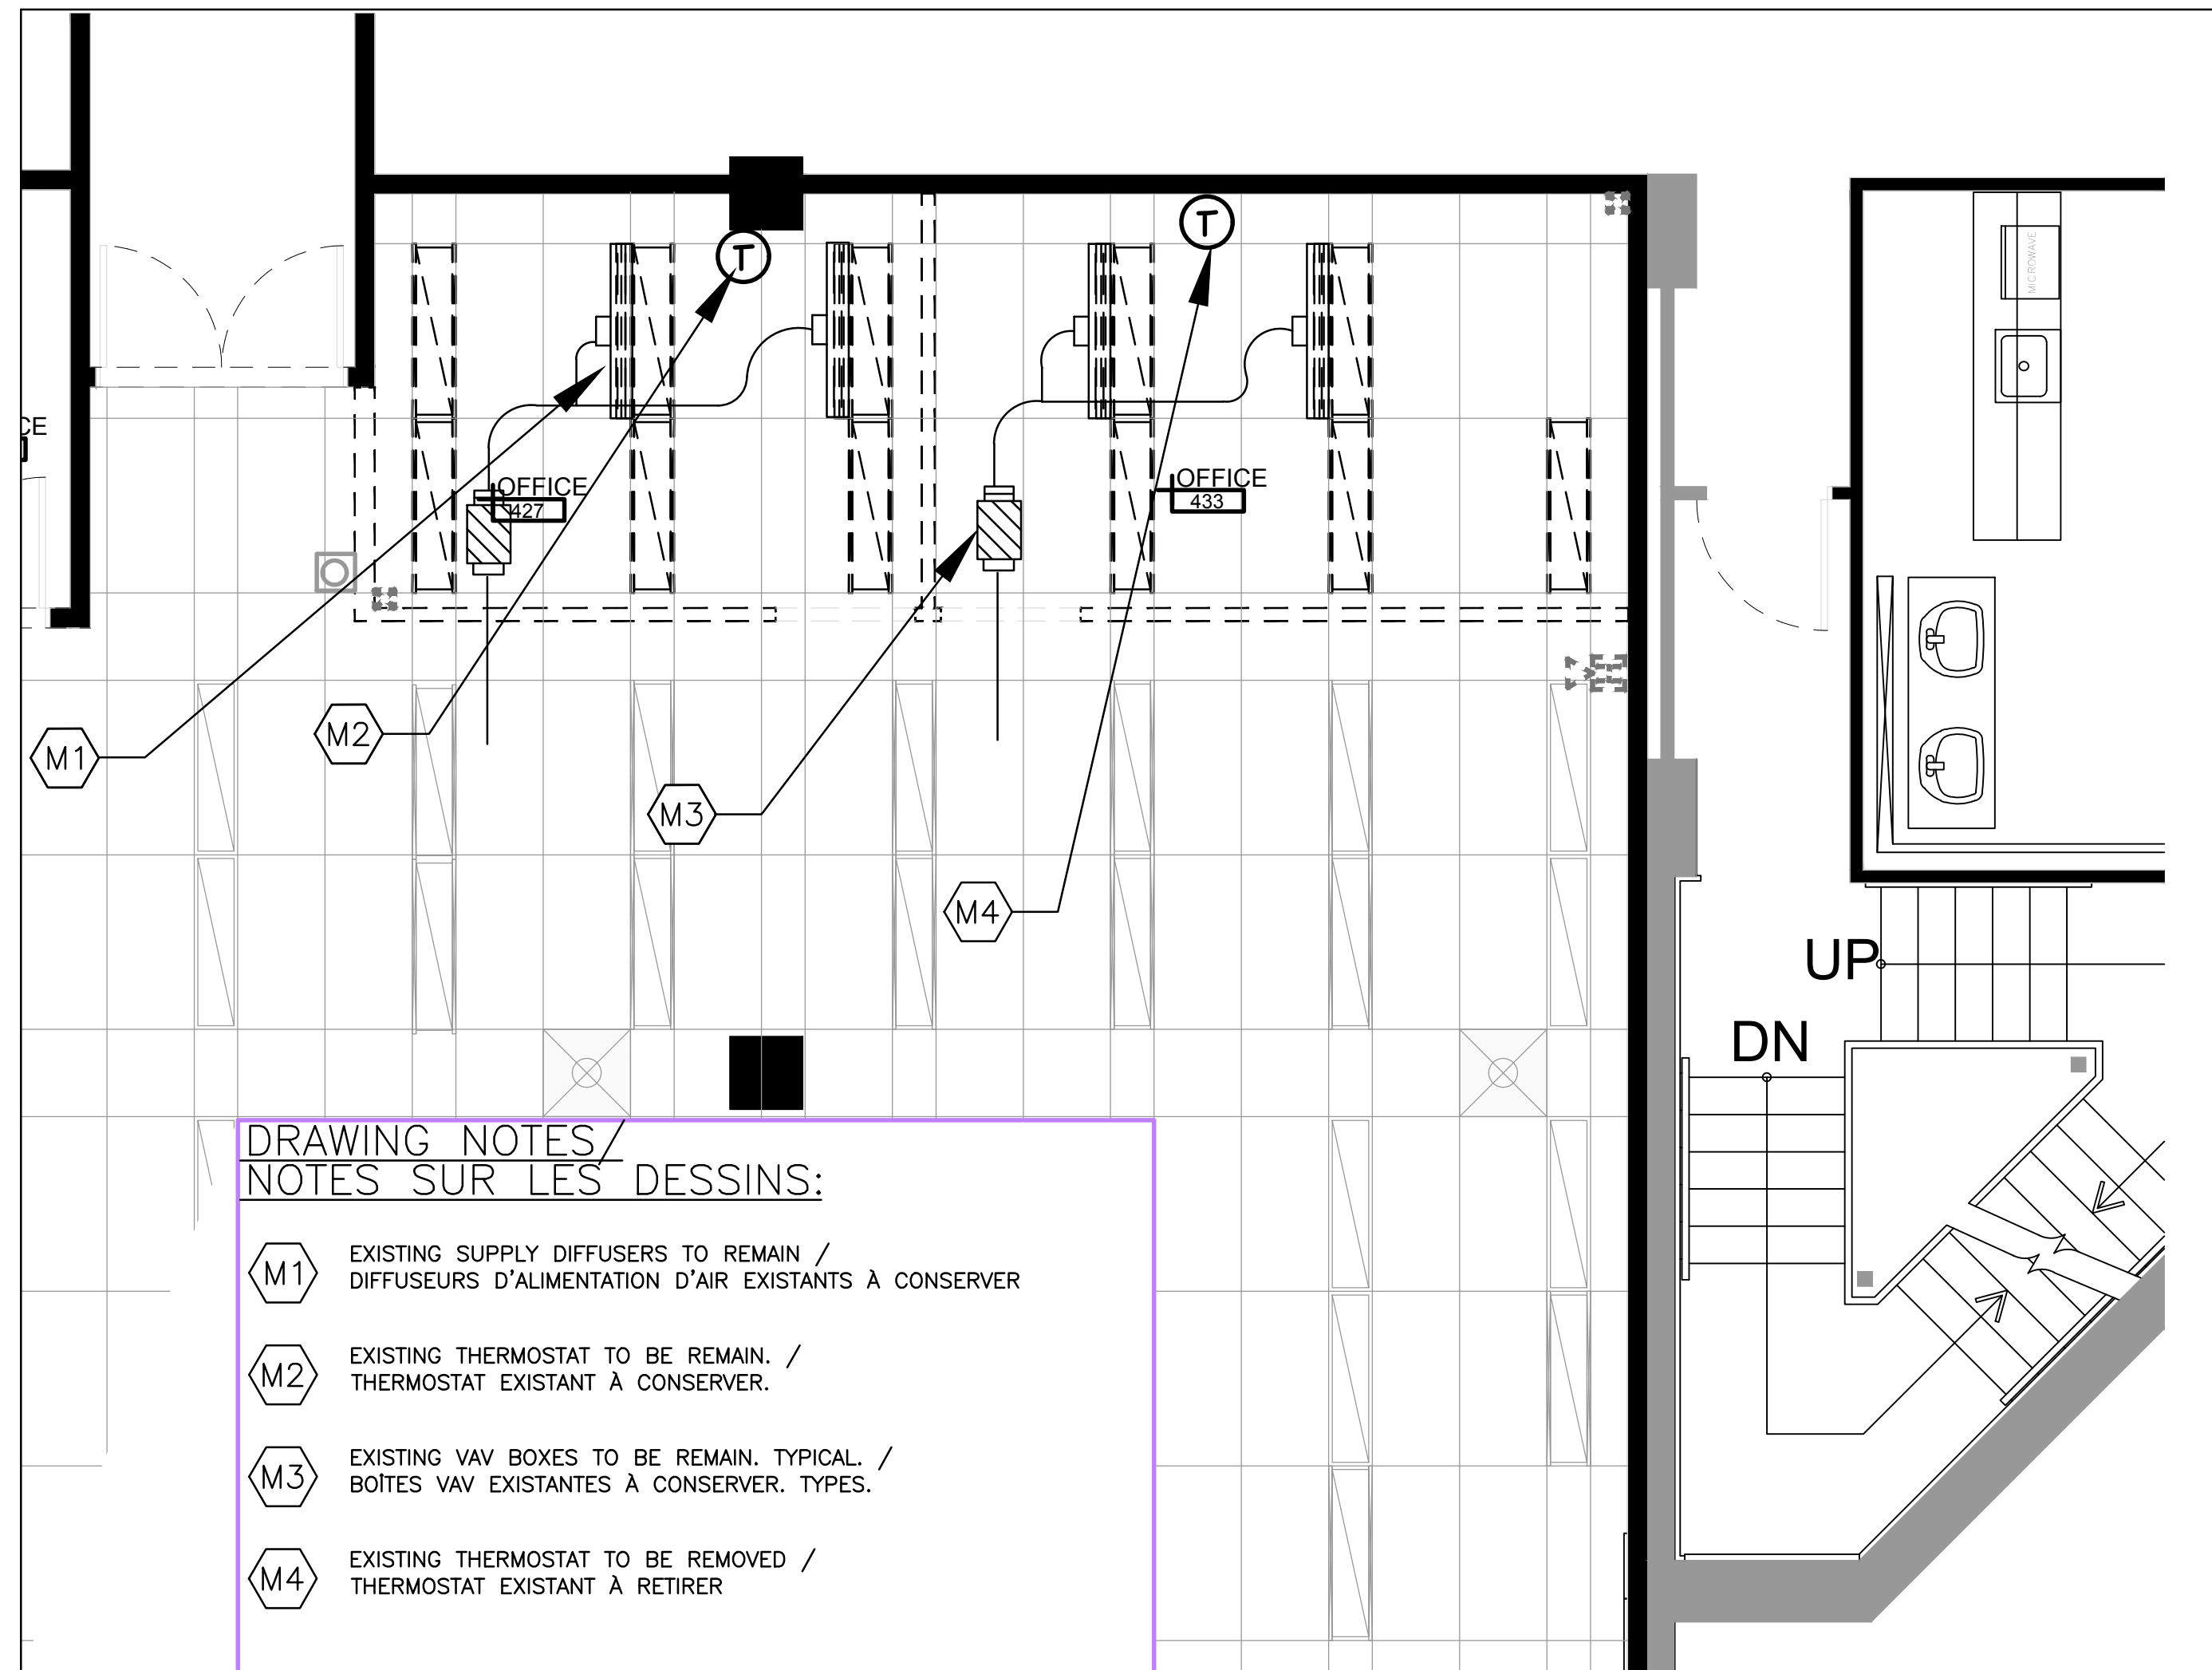 MICROWAVE
CE
OFFICE
427
OFFICE
433
T
T
M1
M2
M3
M4
UP
DN
DRAWING NOTES /
NOTES SUR LES DESSINS:
M1 EXISTING SUPPLY DIFFUSERS TO REMAIN /
DIFFUSEURS D'ALIMENTATION D'AIR EXISTANTS À CONSERVER
M2 EXISTING THERMOSTAT TO BE REMAIN. /
THERMOSTAT EXISTANT À CONSERVER.
M3 EXISTING VAV BOXES TO BE REMAIN. TYPICAL. /
BOÎTES VAV EXISTANTES À CONSERVER. TYPES.
M4 EXISTING THERMOSTAT TO BE REMOVED /
THERMOSTAT EXISTANT À RETIRER